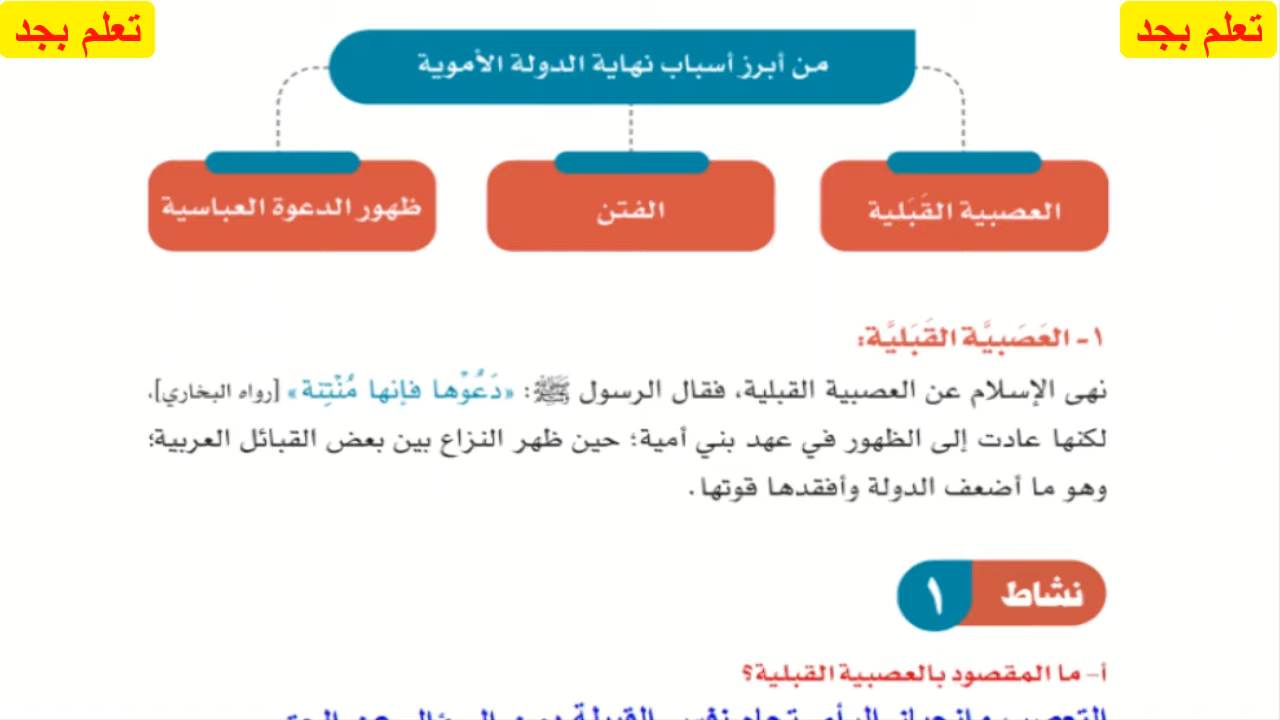 تعلم بجد
تعلم بجد
من أبرز أسباب نهاية الدولة الأموية
العصبية القَبَلية
الفتن
ظهور الدعوة العباسية
١- العَصَبيَّة القَبَليَّة:
نهى الإسلام عن العصبية القبلية، فقال الرسول ﷺ: «دَعُوْها فإنها مُنْتِنة» [رواه البخاري]،
لكنها عادت إلى الظهور في عهد بني أمية؛ حين ظهر النزاع بين بعض القبائل العربية؛
وهو ما أضعف الدولة وأفقدها قوتها.
نشاط ١
أ- ما المقصود بالعصبية القبلية؟